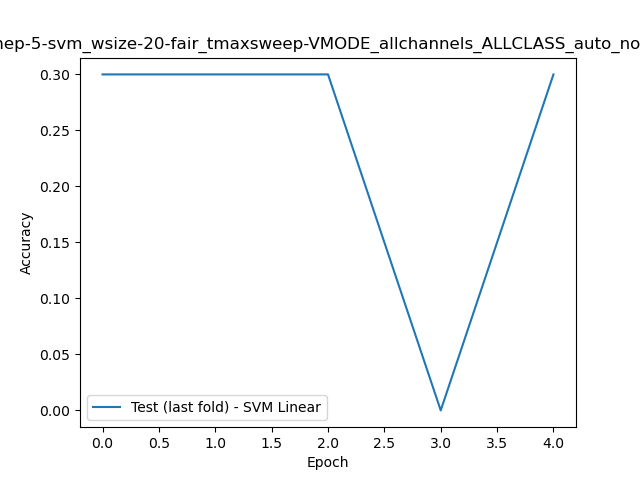 nep-5-svm_wsize-20-fair_tmaxsweep-VMODE_allchannels_ALLCLASS_auto_no
0.30
0.25
0.20
0.15
0.10
0.05
0.00
Accuracy
Test (last fold) - SVM Linear
0.0 0.5 1.0 1.5 2.0 2.5 3.0 3.5 4.0
Epoch